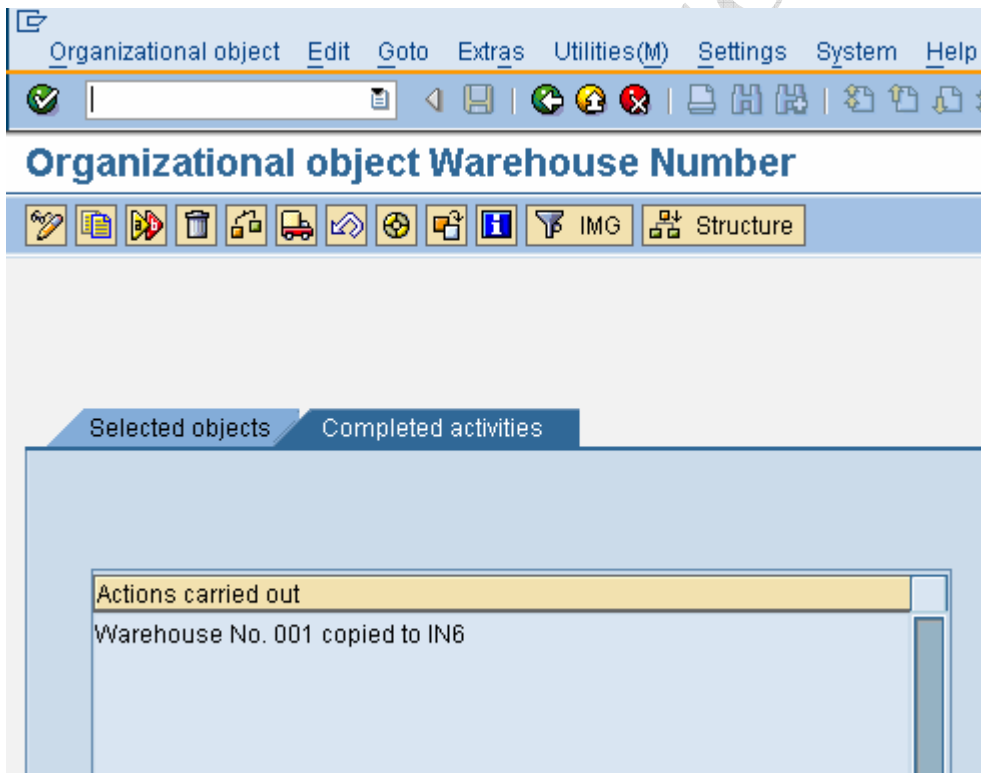 Organizational object Edit Goto Extras Utilities(M) Settings System Help
Organizational object Warehouse Number
IMG Structure
Selected objects Completed activities
Actions carried out
Warehouse No. 001 copied to IN6